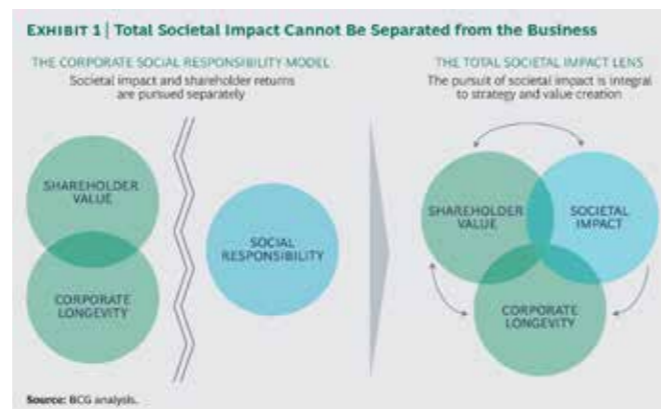 EXHIBIT 1 | Total Societal Impact Cannot Be Separated from the Business
THE CORPORATE SOCIAL RESPONSIBILITY MODEL
Societal impact and shareholder returns
are pursued separately
SHAREHOLDER
VALUE
CORPORATE
LONGEVITY
SOCIAL
RESPONSIBILITY
THE TOTAL SOCIETAL IMPACT LENS
The pursuit of societal impact is integral
to strategy and value creation
SHAREHOLDER
VALUE
SOCIETAL
IMPACT
CORPORATE
LONGEVITY
Source: BCG analysis.